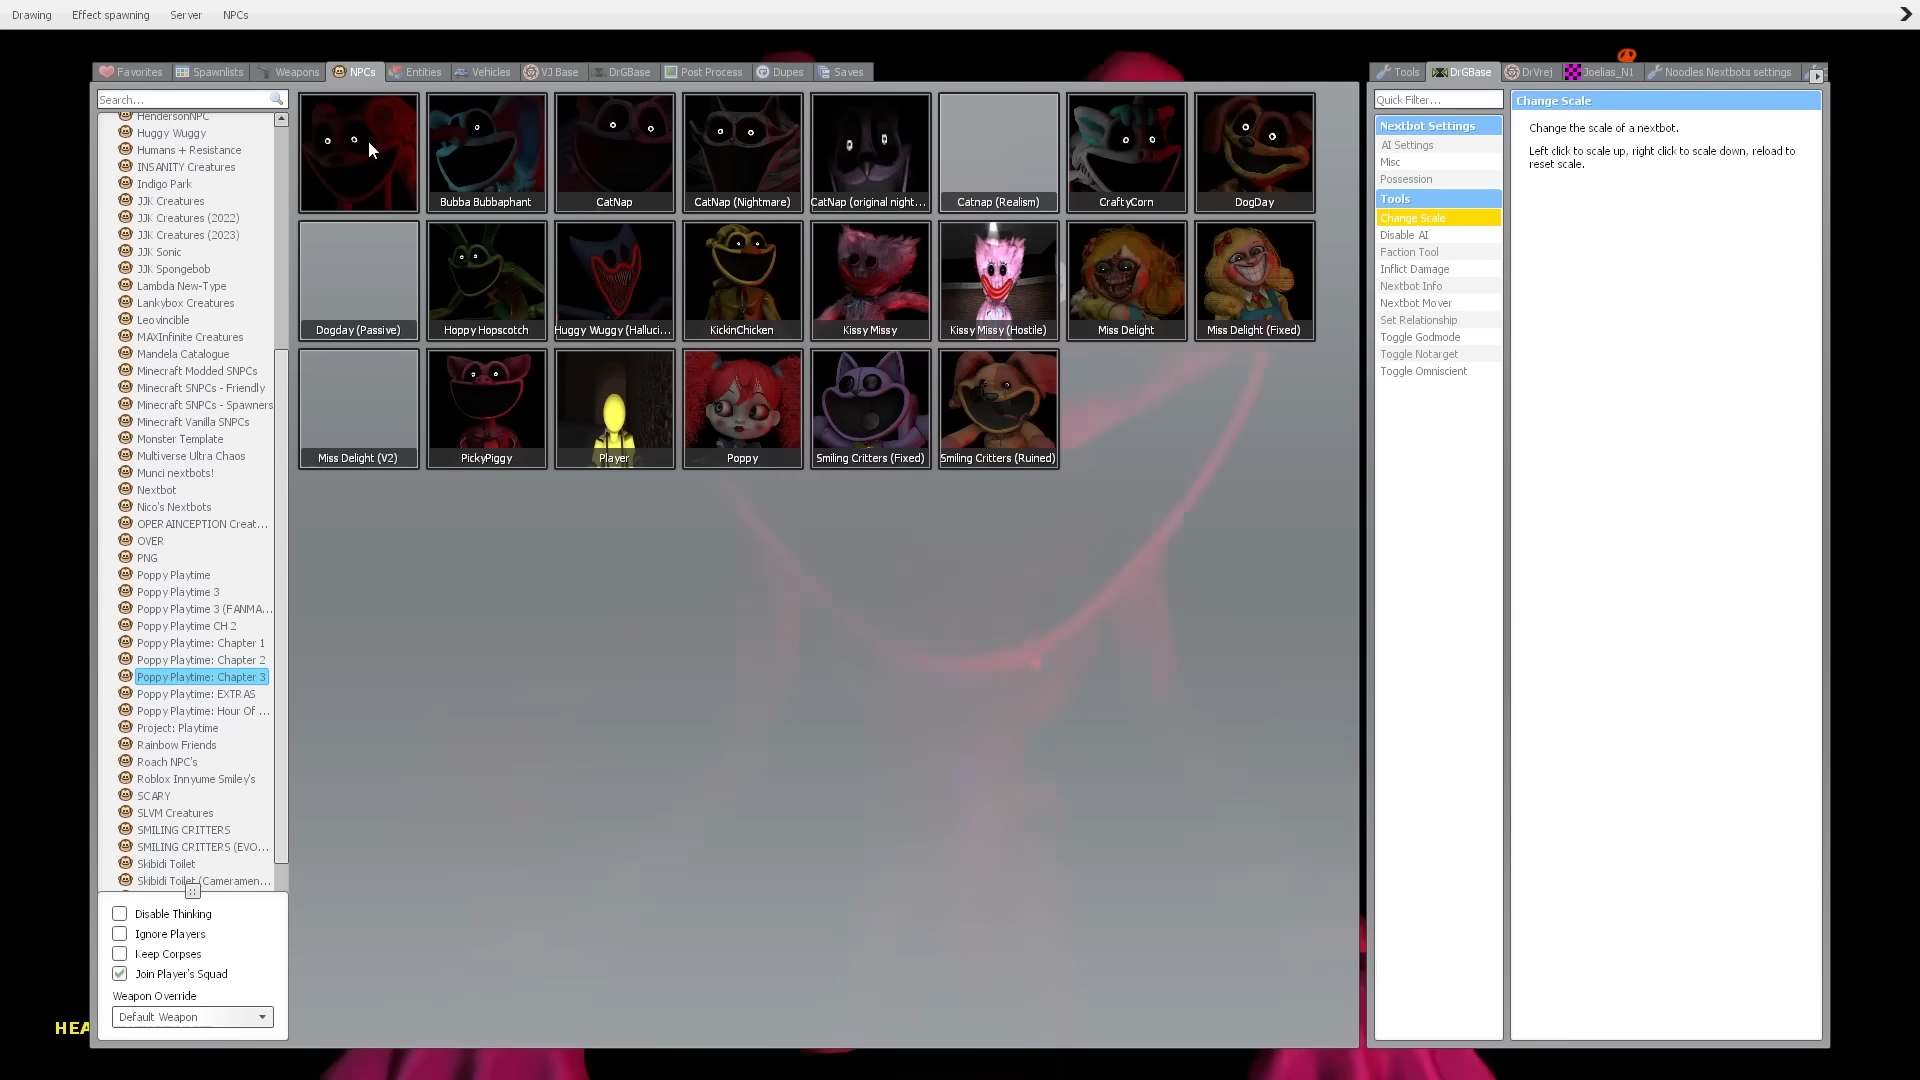 Drawing Effect spawning Server NPCs
Favorites Spawnlists Weapons NPCs Entities Vehicles VJ Base DrGBase Post Process Dupes Saves
Search...
HendersonNPC
Huggy Wuggy
Humans + Resistance
INSANITY Creatures
Indigo Park
JJK Creatures
JJK Creatures (2022)
JJK Creatures (2023)
JJK Sonic
JJK Spongebob
Lambda New-Type
Lankybox Creatures
Leovincible
MAXInfinite Creatures
Mandela Catalogue
Minecraft Modded SNPCs
Minecraft SNPCs - Friendly
Minecraft SNPCs - Spawners
Minecraft Vanilla SNPCs
Monster Template
Multiverse Ultra Chaos
Munci nextbots!
Nextbot
Nico's Nextbots
OPERAINCEPTION Creat...
OVER
PNG
Poppy Playtime
Poppy Playtime 3
Poppy Playtime 3 (FANMA...
Poppy Playtime CH 2
Poppy Playtime: Chapter 1
Poppy Playtime: Chapter 2
Poppy Playtime: Chapter 3
Poppy Playtime: EXTRAS
Poppy Playtime: Hour Of ...
Project: Playtime
Rainbow Friends
Roach NPC's
Roblox Innyume Smiley's
SCARY
SLVM Creatures
SMILING CRITTERS
SMILING CRITTERS (EVO...
Skibidi Toilet
Skibidi Toilet (Cameramen...
Disable Thinking
Ignore Players
Keep Corpses
Join Player's Squad
Weapon Override
Default Weapon
HEA
Bubba Bubbaphant CatNap CatNap (Nightmare) CatNap (original night... Catnap (Realism) CraftyCorn DogDay
Dogday (Passive) Hoppy Hopscotch Huggy Wuggy (Halluci... KickinChicken Kissy Missy Kissy Missy (Hostile) Miss Delight Miss Delight (Fixed)
Miss Delight (V2) PickyPiggy Player Poppy Smiling Critters (Fixed) Smiling Critters (Ruined)
Tools DrGBase DrVrej Joelias_N1 Noodles Nextbots settings
Quick Filter...
Nextbot Settings
AI Settings
Misc
Possession
Tools
Change Scale
Disable AI
Faction Tool
Inflict Damage
Nextbot Info
Nextbot Mover
Set Relationship
Toggle Godmode
Toggle Notarget
Toggle Omniscient
Change Scale
Change the scale of a nextbot.
Left click to scale up, right click to scale down, reload to
reset scale.